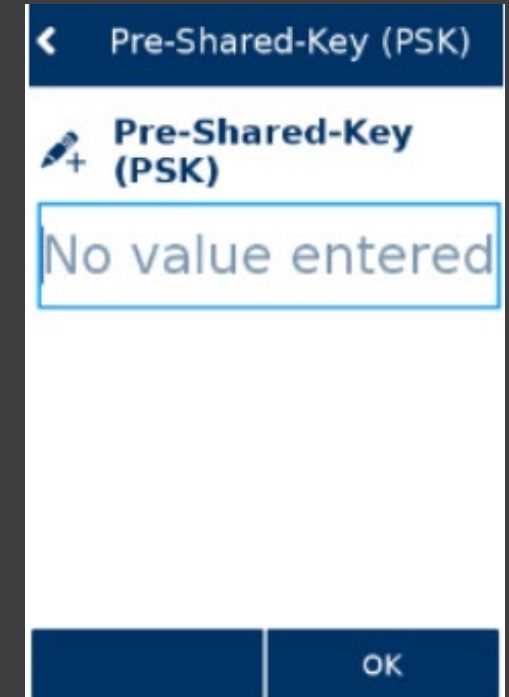 Pre-Shared-Key (PSK)
Pre-Shared-Key
(PSK)
No value entered
OK